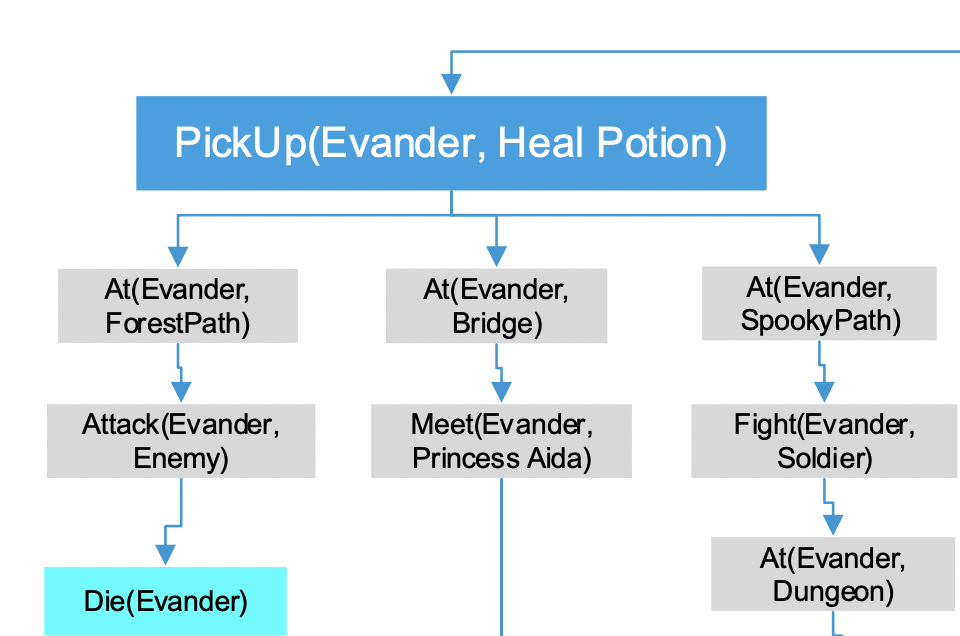 PickUp(Evander, Heal Potion)
At(Evander,
ForestPath)
At(Evander,
Bridge)
At(Evander,
SpookyPath)
Attack(Evander,
Enemy)
Meet(Evander,
Princess Aida)
Fight(Evander,
Soldier)
At(Evander,
Dungeon)
Die(Evander)